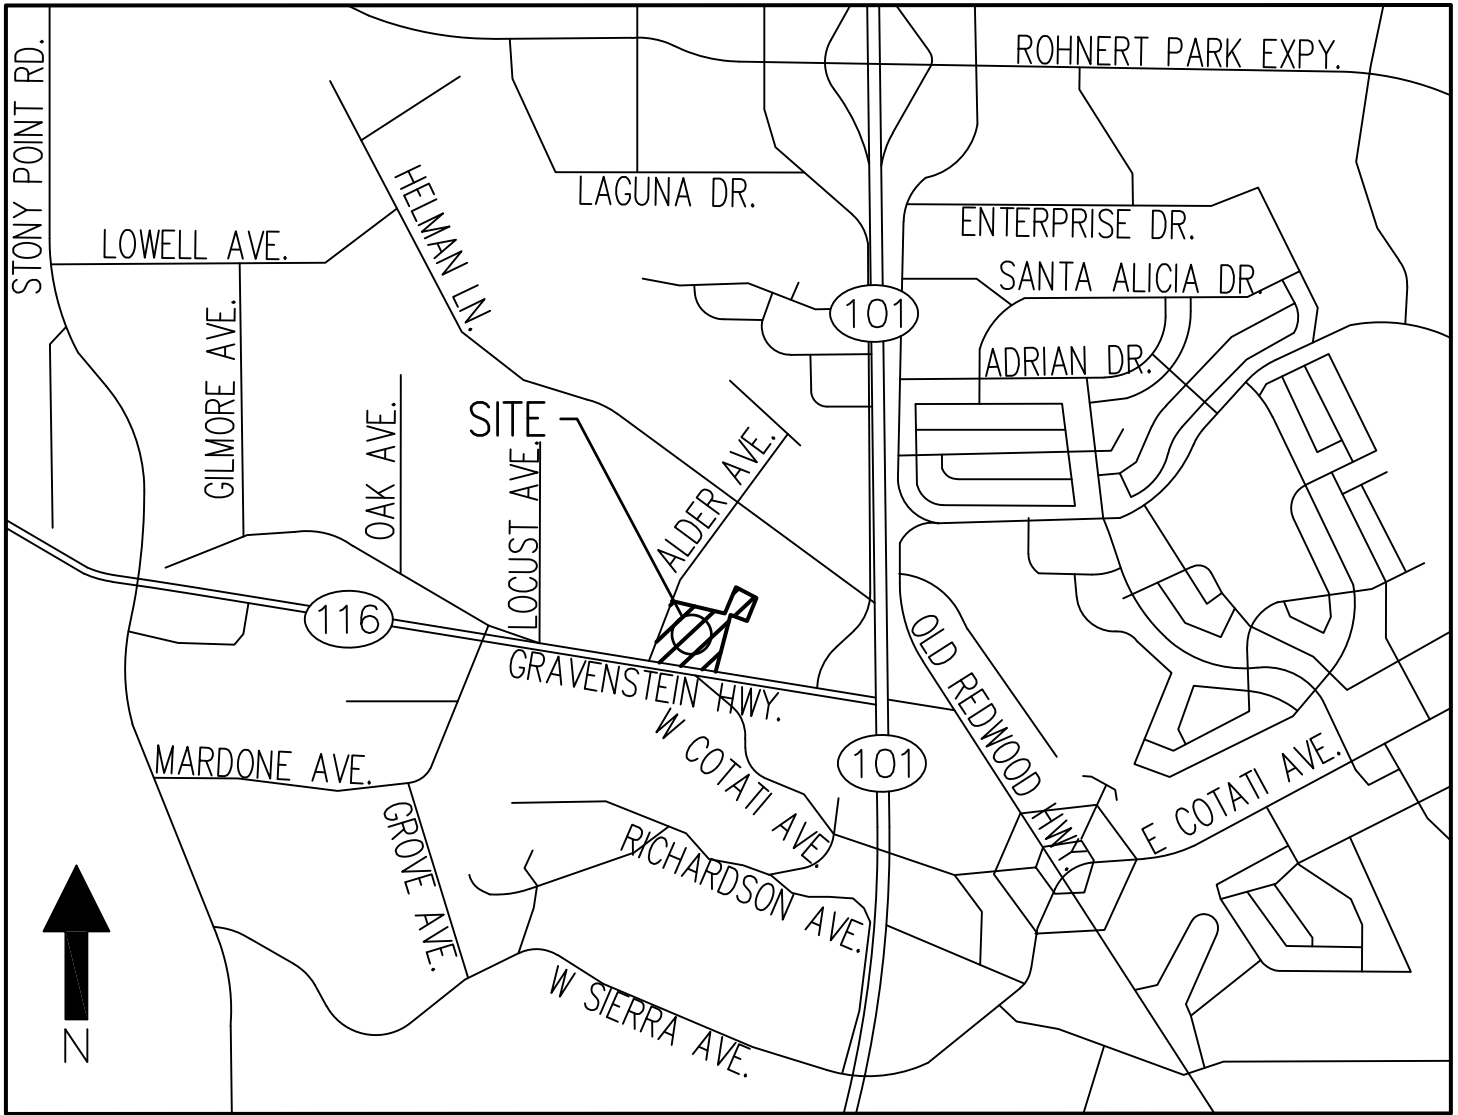 STONY POINT RD.
ROHNERT PARK EXPY.
HELMAN LN.
LAGUNA DR.
ENTERPRISE DR.
LOWELL AVE.
SANTA ALICIA DR.
101
GILMORE AVE.
ADRIAN DR.
OAK AVE.
SITE
LOCUST AVE.
ALDER AVE.
116
GRAVENSTEIN HWY.
OLD REDWOOD HWY.
W COTATI AVE.
101
E COTATI AVE.
MARDONE AVE.
GROVE AVE.
RICHARDSON AVE.
W SIERRA AVE.
N